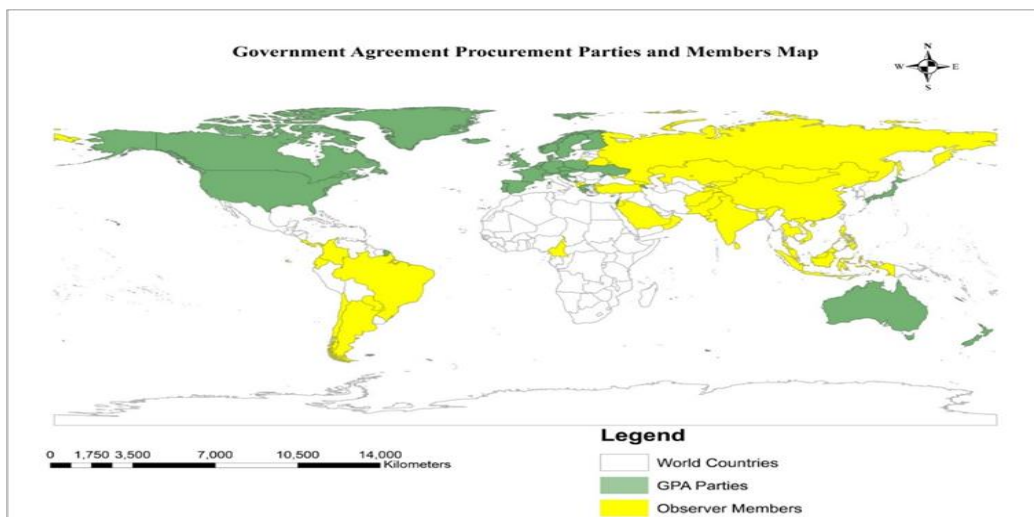 Government Agreement Procurement Parties and Members Map
N
W E
S
Legend
0 1,750 3,500 7,000 10,500 14,000
Kilometers
World Countries
GPA Parties
Observer Members